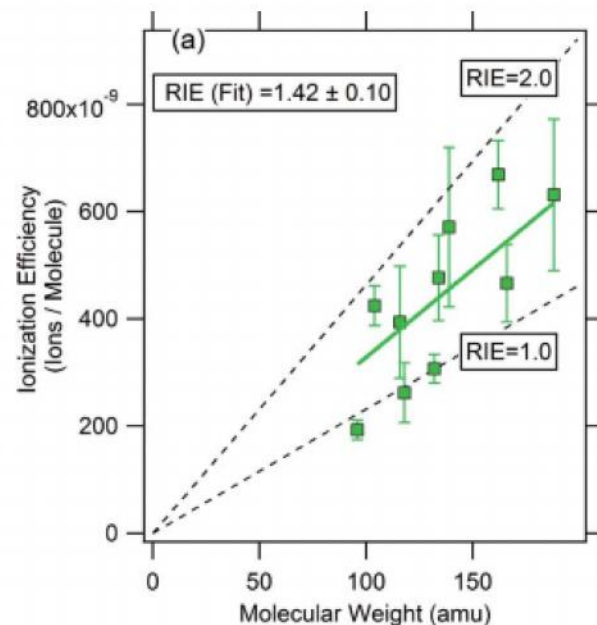 (a)
RIE (Fit) =1.42 ± 0.10
RIE=2.0
RIE=1.0
800x10⁻⁹
600
400
200
0
Ionization Efficiency
(Ions / Molecule)
0 50 100 150
Molecular Weight (amu)